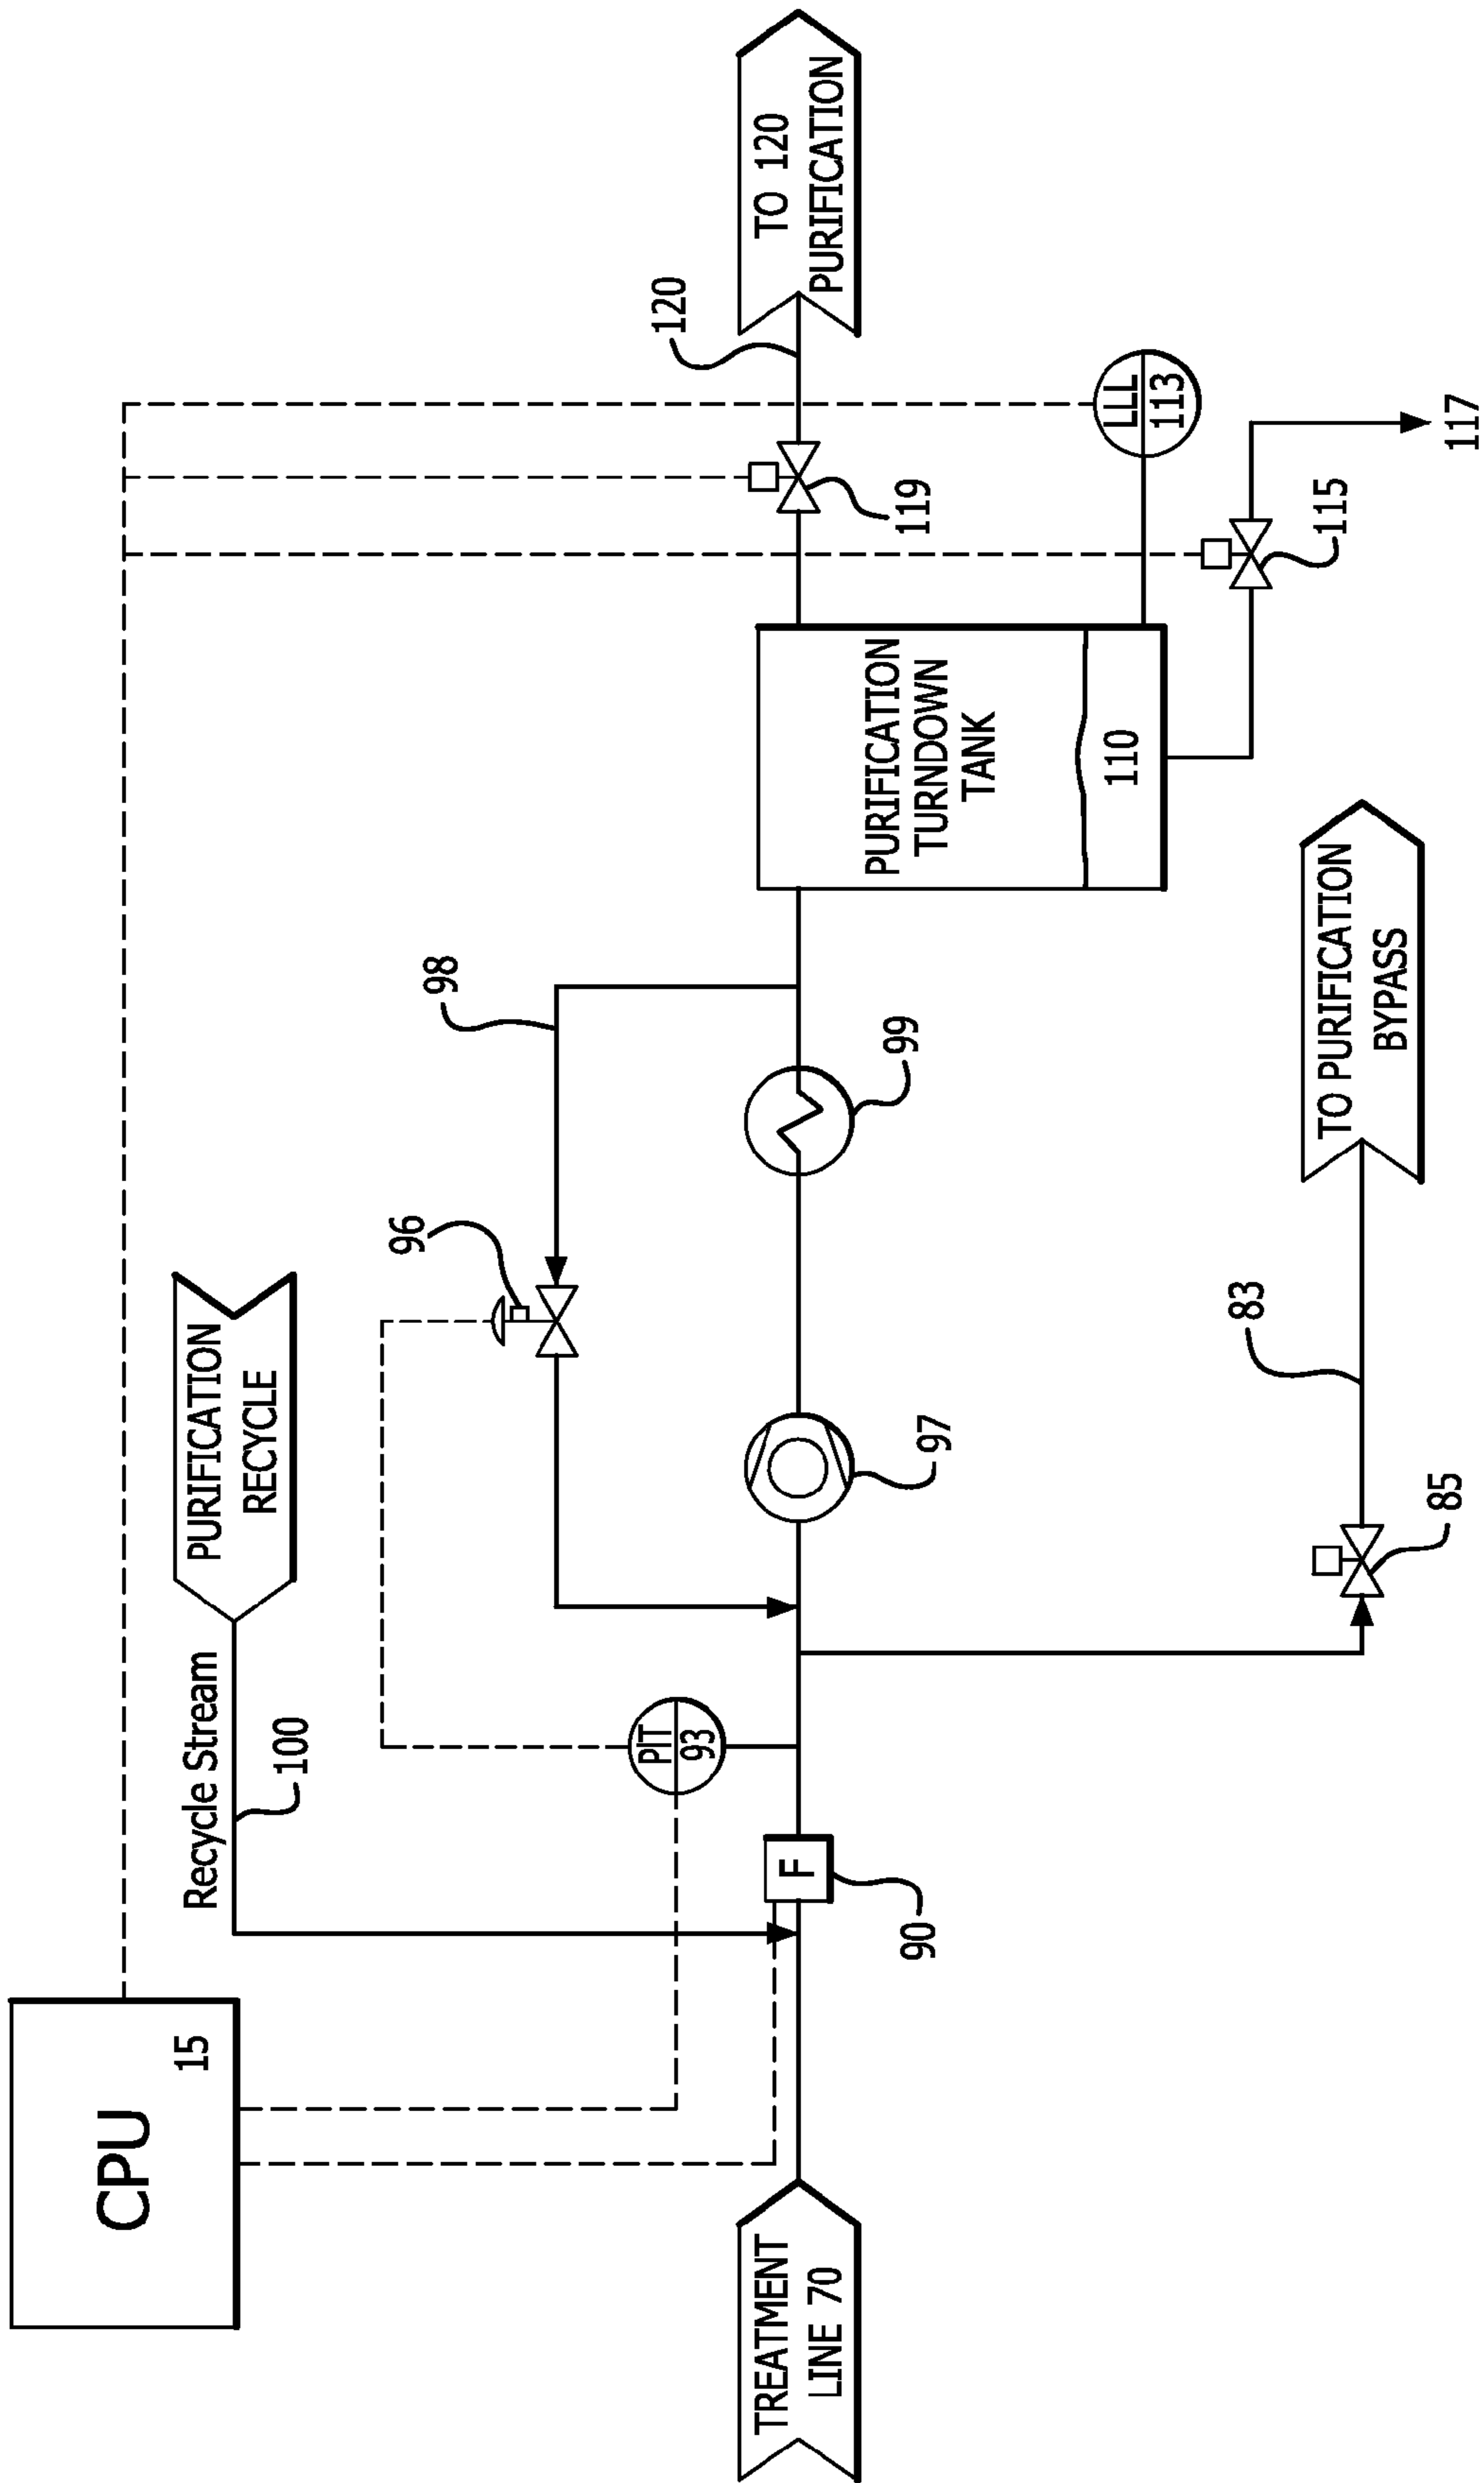 CPU
15
Recycle Stream
100
PURIFICATION
RECYCLE
TREATMENT
LINE 70
F
90
PIT
93
96
98
97
99
PURIFICATION
TURNDOWN
TANK
110
119
120
TO 120
PURIFICATION
LLL
113
115
117
85
83
TO PURIFICATION
BYPASS